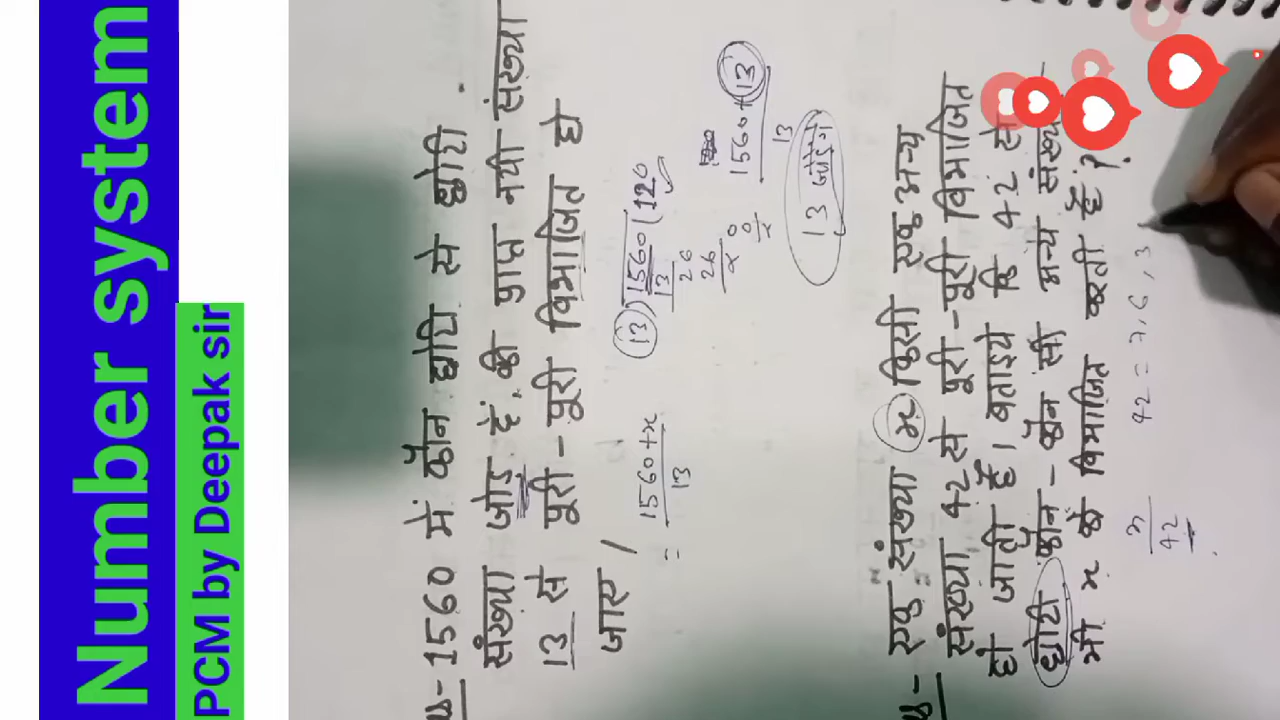 Number system
PCM by Deepak sir
प्र- 1560 में कौन छोटी से छोटी
संख्या जोड़ दें, की प्राप्त नयी संख्या
13 से पूरी-पूरी विभाजित हो
जाए /
= 1560+x
13
13) 1560 (120
13
26
26
x 00
x
1560+13
13
13 जोड़ेंगे
प्र- एक संख्या x किसी एक अन्य
संख्या 42 से पूरी-पूरी विभाजित
हो जाती है। बताइये कि 42 से
छोटी कौन-कौन सी अन्य संख्या
भी x को विभाजित करती है?
x
42
42 = 7, 6, 3